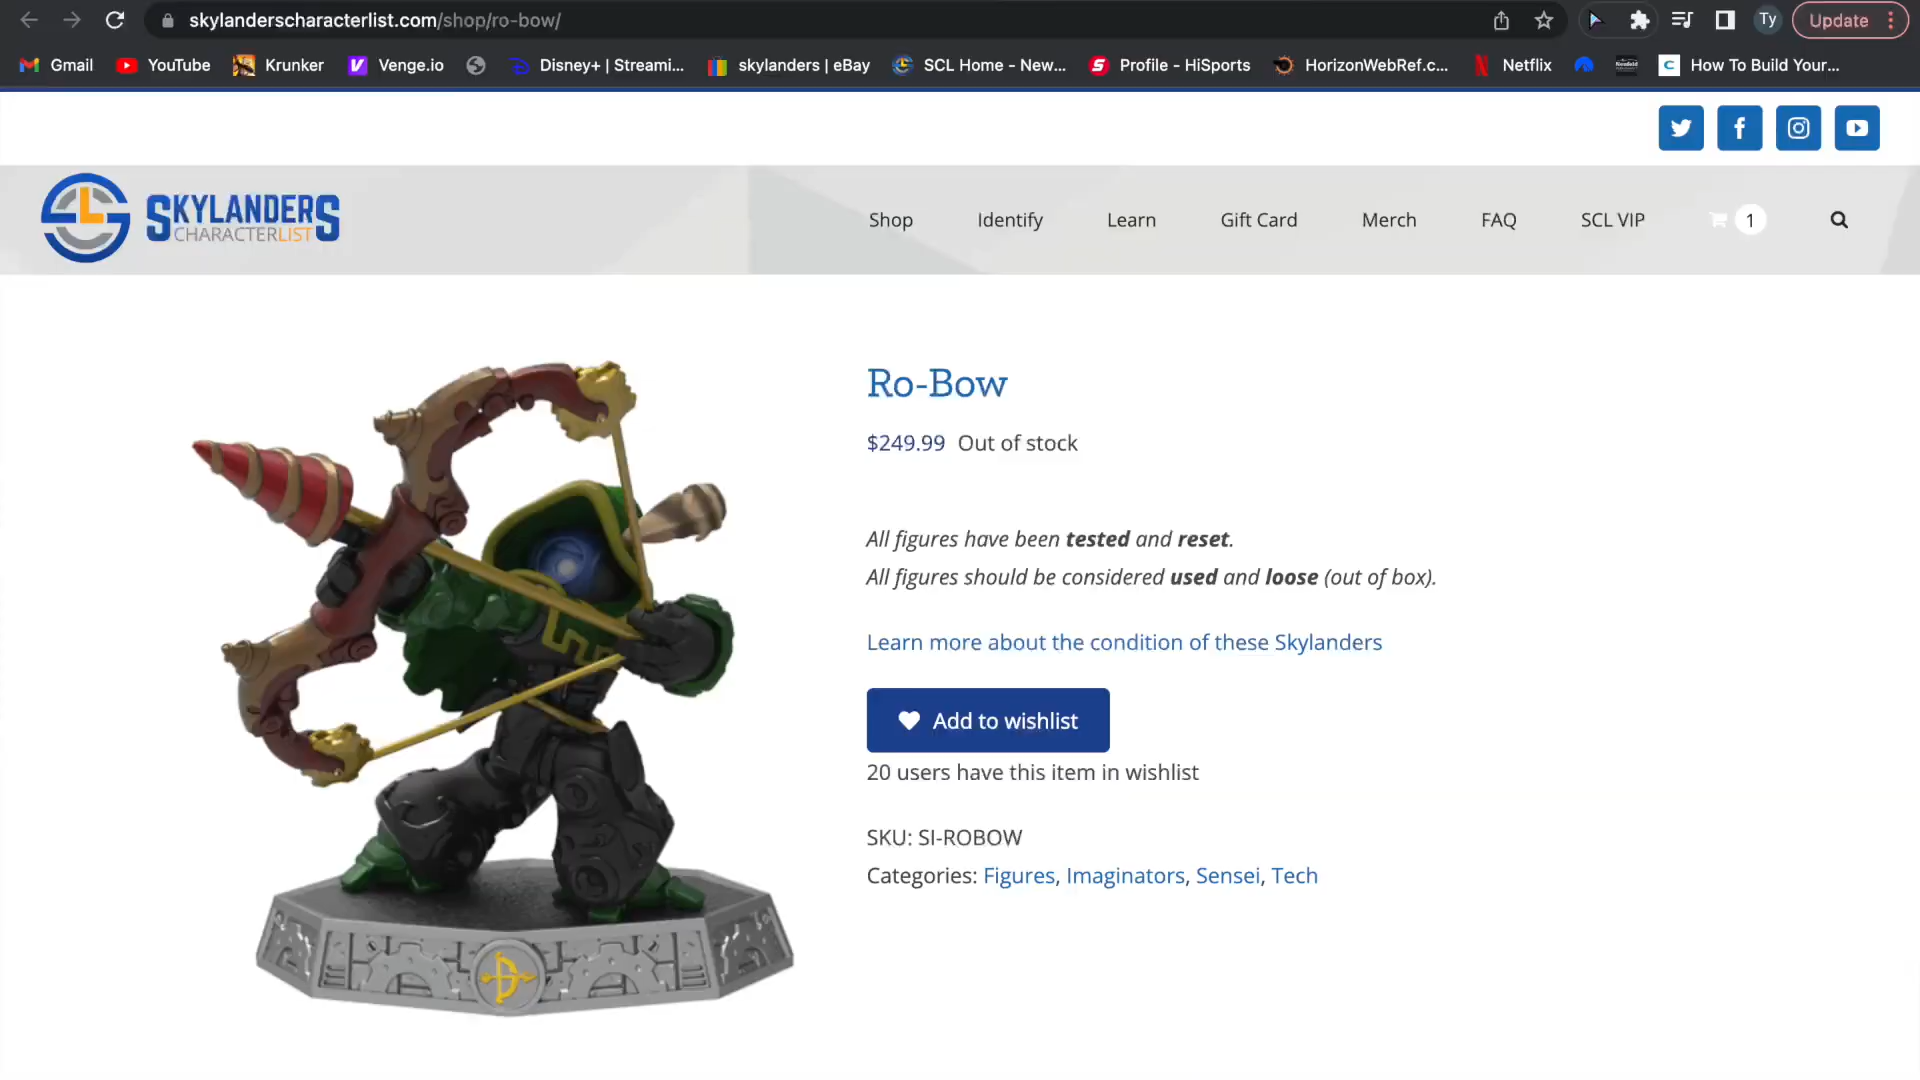 skylanderscharacterlist.com/shop/ro-bow/
Ty
Update
Gmail
YouTube
Krunker
Venge.io
Disney+ | Streami...
skylanders | eBay
SCL Home - New...
Profile - HiSports
HorizonWebRef.c...
Netflix
How To Build Your...
SKYLANDERS
CHARACTERLIST
Shop
Identify
Learn
Gift Card
Merch
FAQ
SCL VIP
1
Ro-Bow
$249.99 Out of stock
All figures have been tested and reset.
All figures should be considered used and loose (out of box).
Learn more about the condition of these Skylanders
Add to wishlist
20 users have this item in wishlist
SKU: SI-ROBOW
Categories: Figures, Imaginators, Sensei, Tech